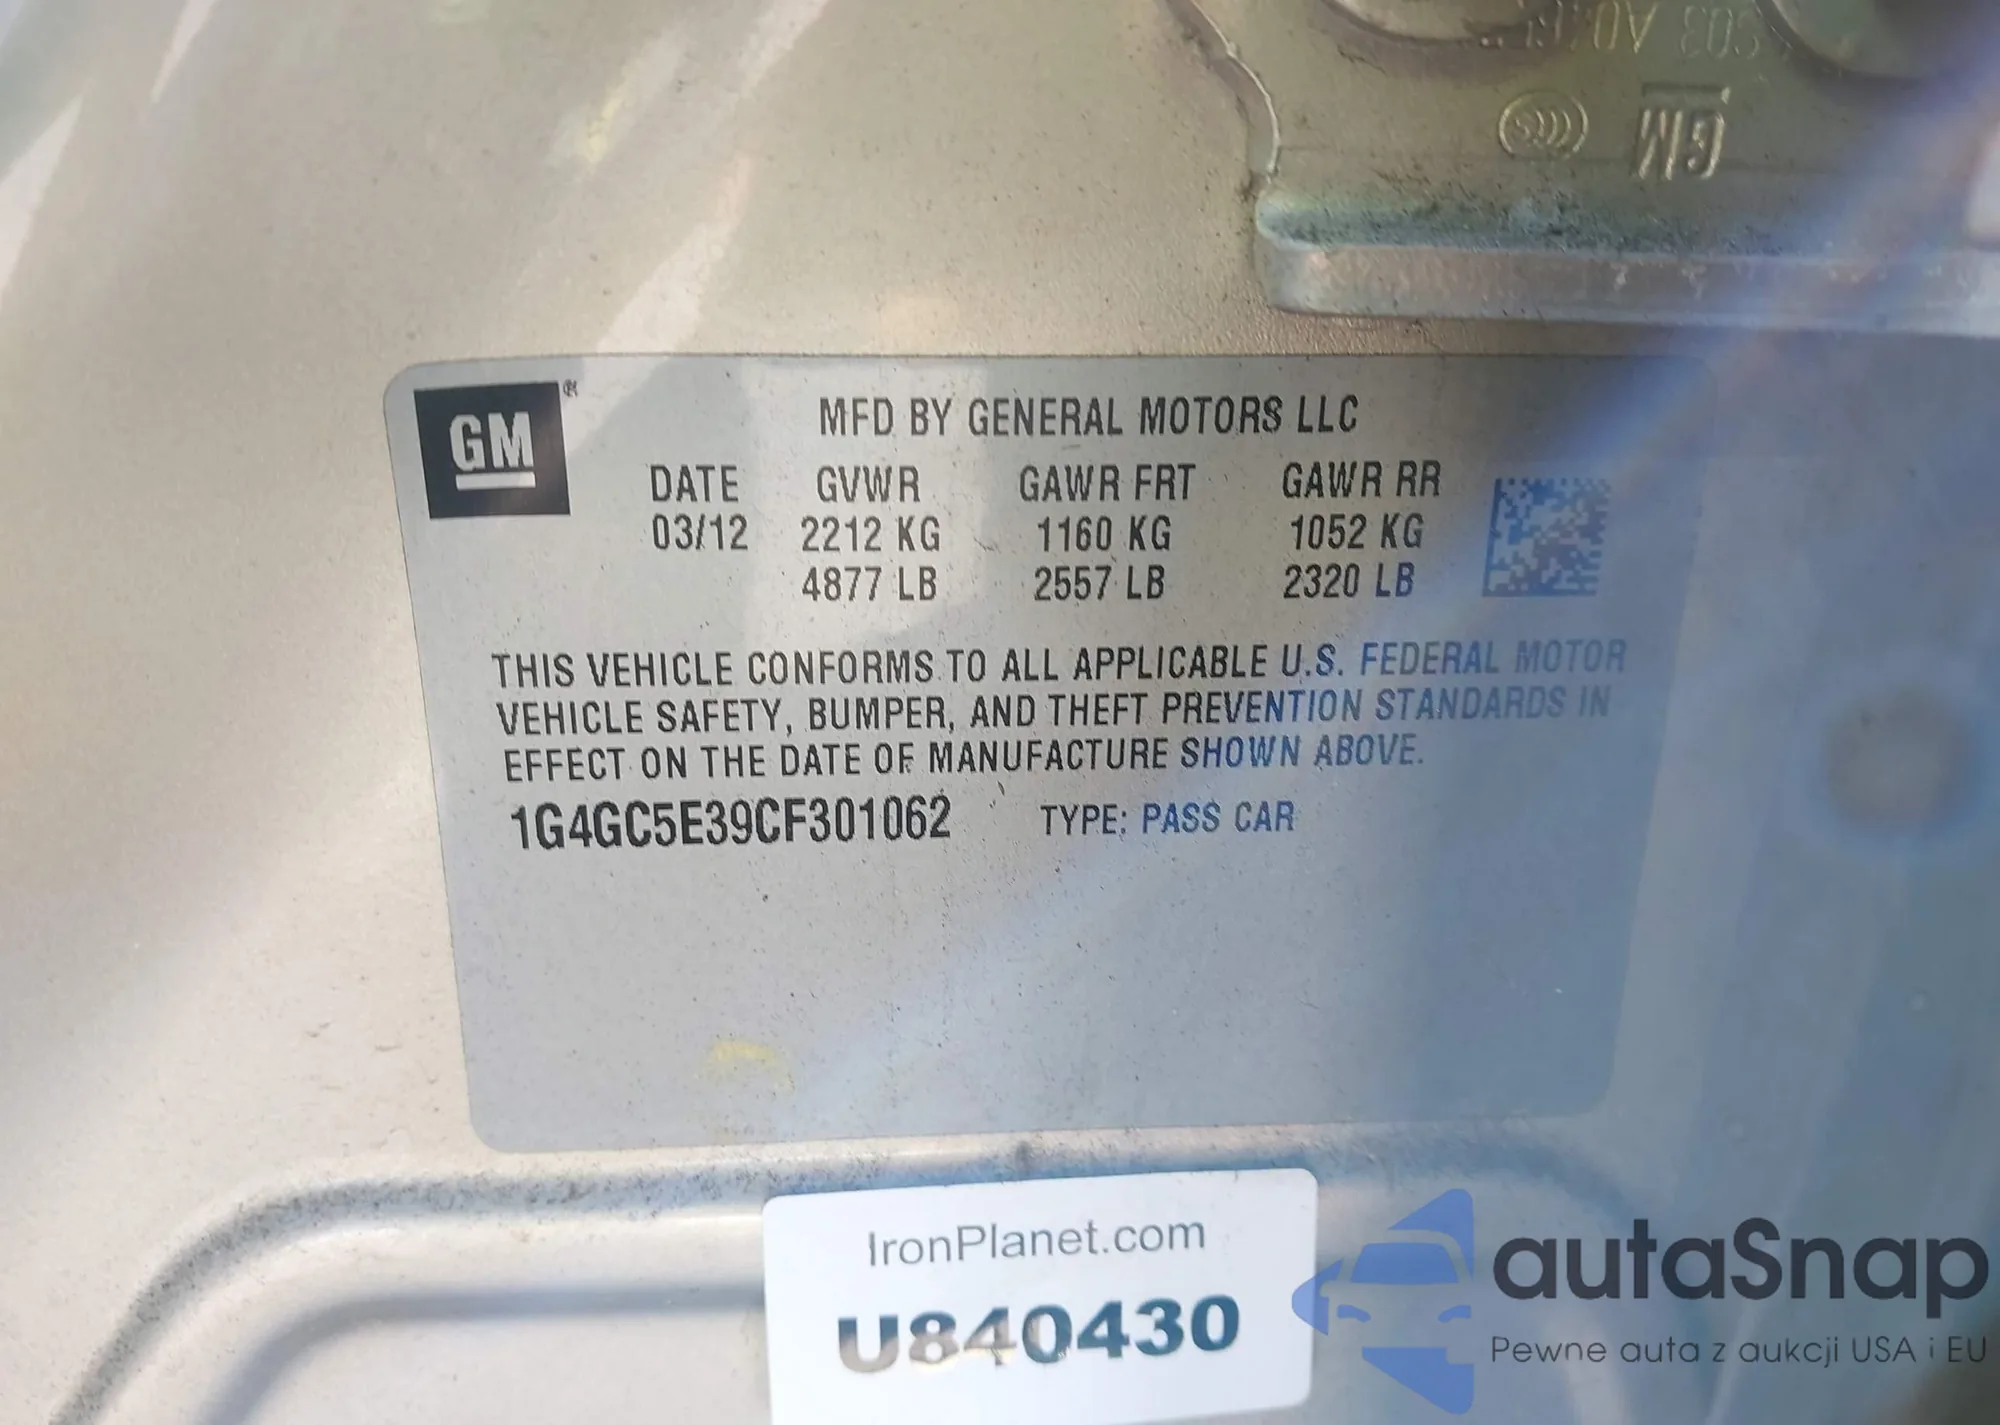 GM
GM®
MFD BY GENERAL MOTORS LLC
DATE GVWR GAWR FRT GAWR RR
03/12 2212 KG 1160 KG 1052 KG
4877 LB 2557 LB 2320 LB
THIS VEHICLE CONFORMS TO ALL APPLICABLE U.S. FEDERAL MOTOR
VEHICLE SAFETY, BUMPER, AND THEFT PREVENTION STANDARDS IN
EFFECT ON THE DATE OF MANUFACTURE SHOWN ABOVE.
1G4GC5E39CF301062 TYPE: PASS CAR
IronPlanet.com
U840430
autaSnap
Pewne auta z aukcji USA i EU